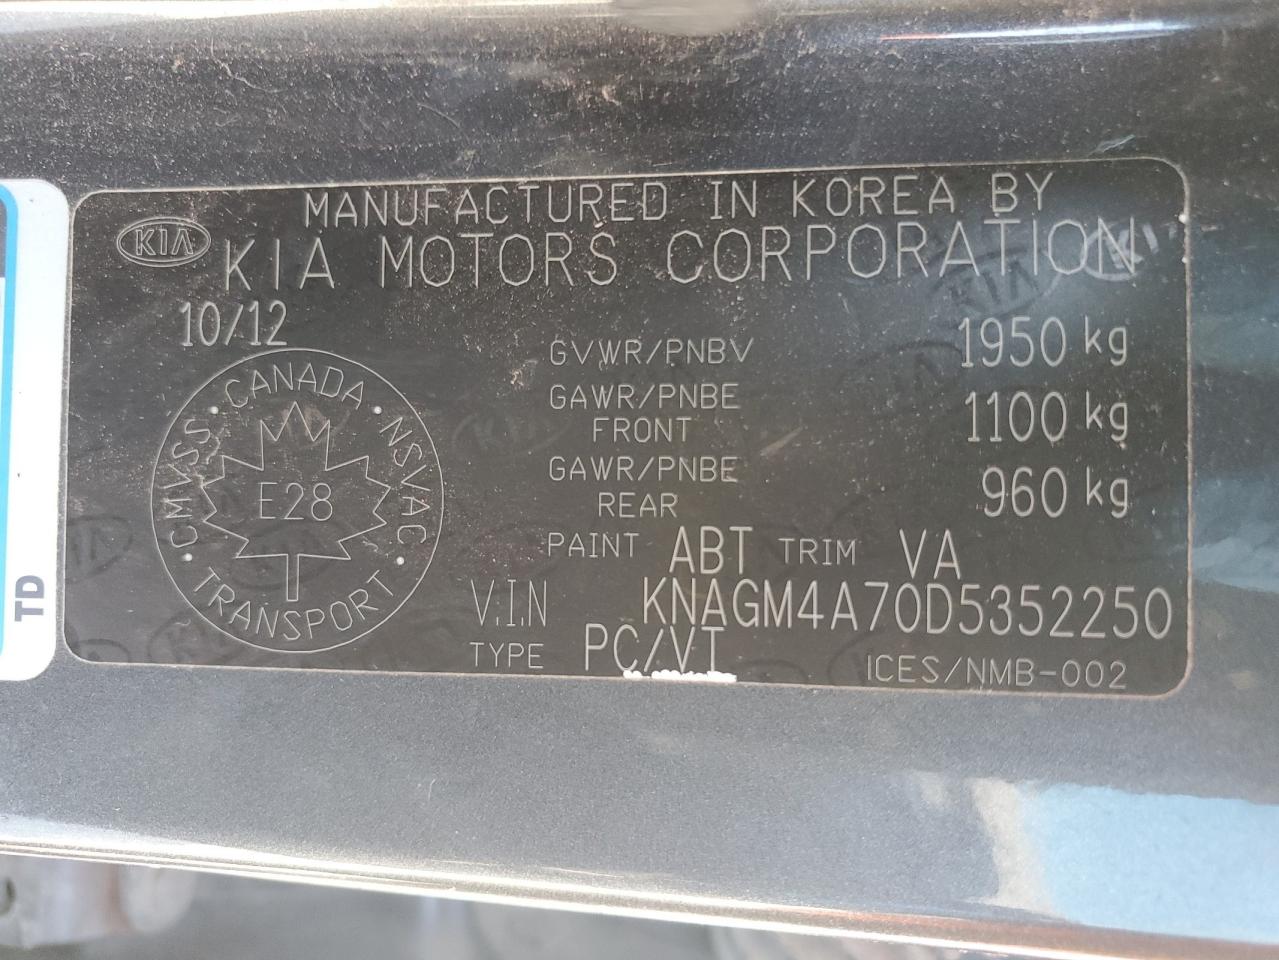 MANUFACTURED IN KOREA BY
KIA
KIA MOTORS CORPORATION
10/12
GVWR/PNBV 1950 kg
GAWR/PNBE FRONT 1100 kg
GAWR/PNBE REAR 960 kg
CANADA · NSVAC · TRANSPORT · CMVSS
E28
PAINT ABT TRIM VA
V.I.N KNAGM4A70D5352250
TYPE PC/VT ICES/NMB-002
TD